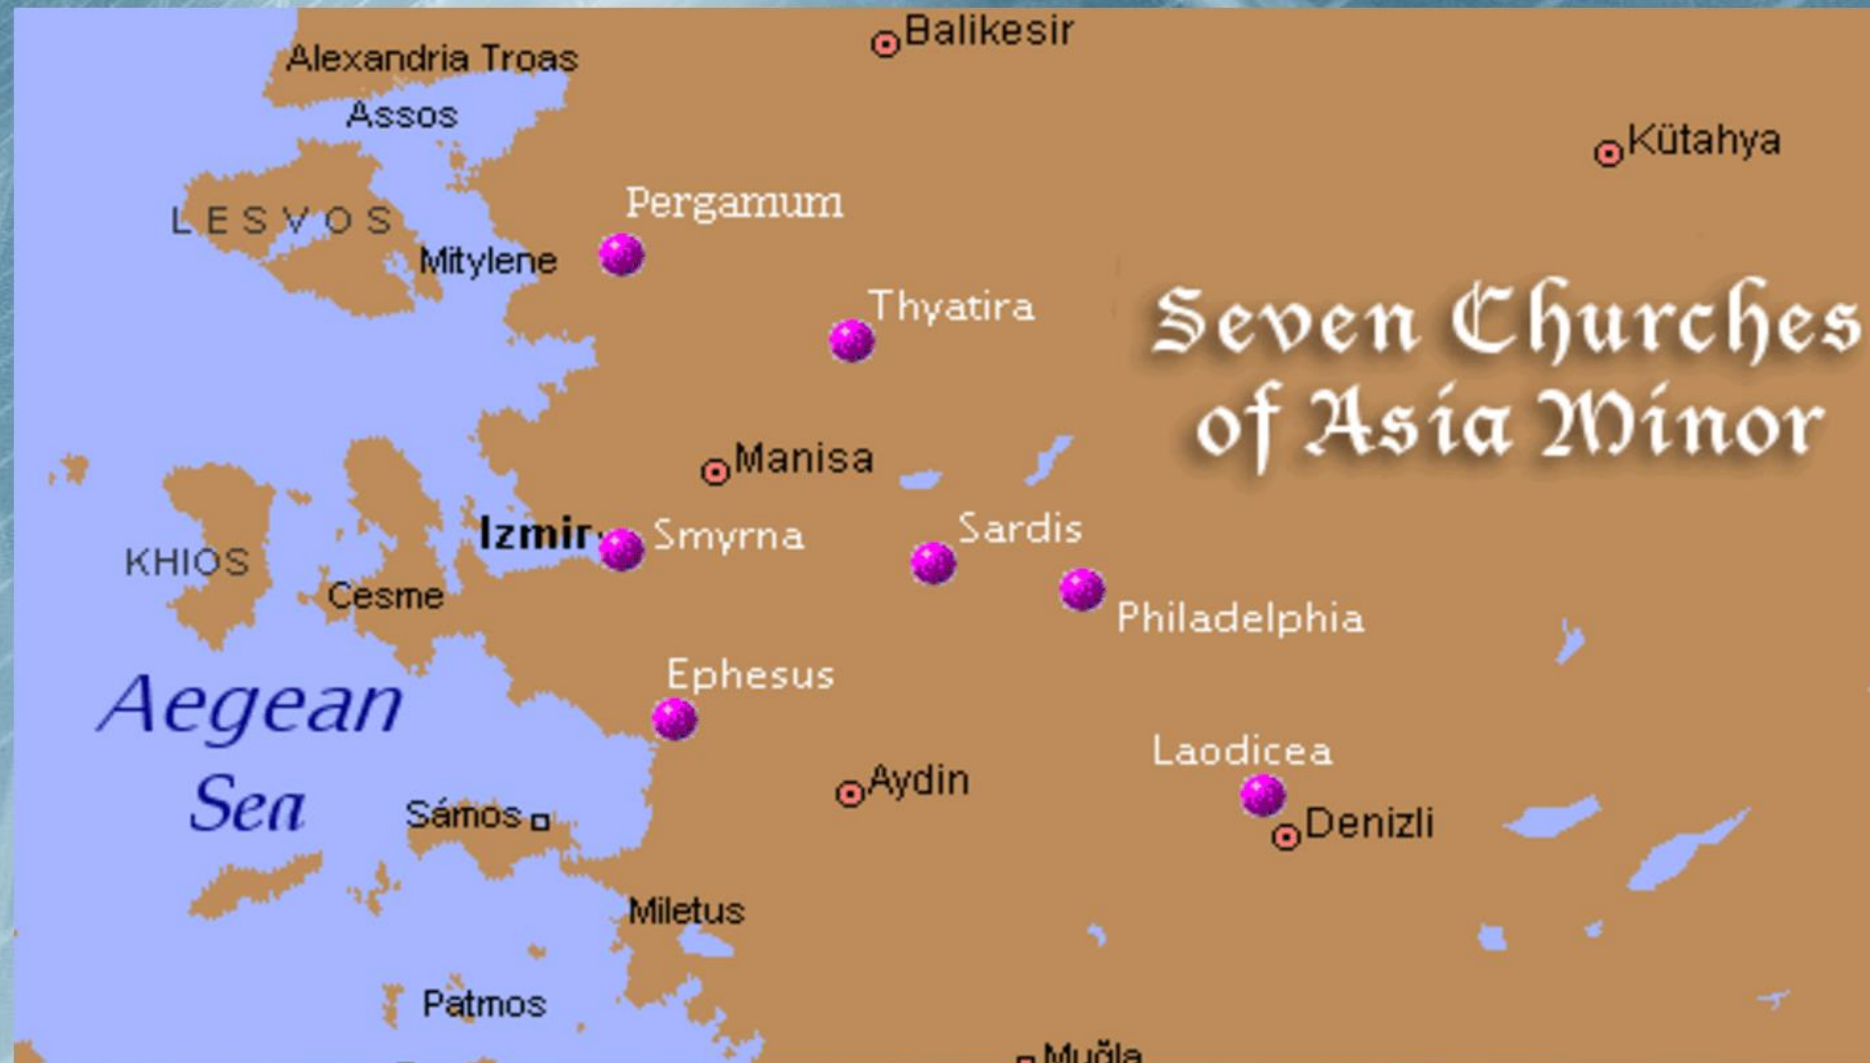 Balikesir
Alexandria Troas
Assos
Kütahya
Pergamum
LESVOS
Mitylene
Thyatira
Seven Churches
of Asia Minor
Manisa
Izmir
Smyrna
Sardis
KHIOS
Cesme
Philadelphia
Ephesus
Aegean
Sea
Laodicea
Aydin
Sámos
Denizli
Miletus
Patmos
Muğla